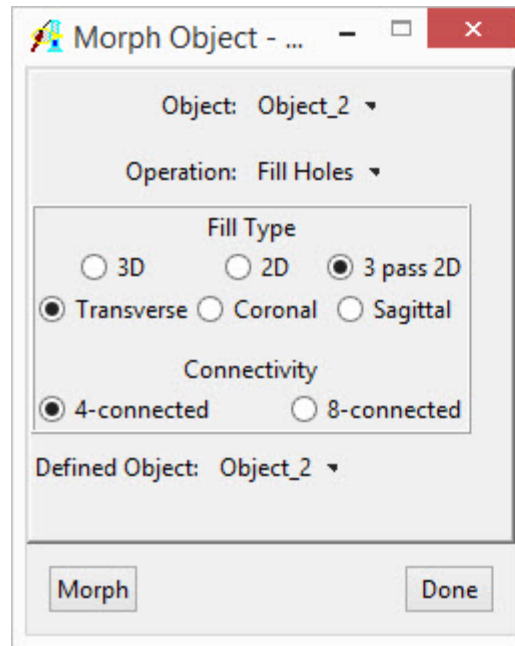 Morph Object - ...
Object: Object_2
Operation: Fill Holes
Fill Type
3D 2D 3 pass 2D
Transverse Coronal Sagittal
Connectivity
4-connected 8-connected
Defined Object: Object_2
Morph Done